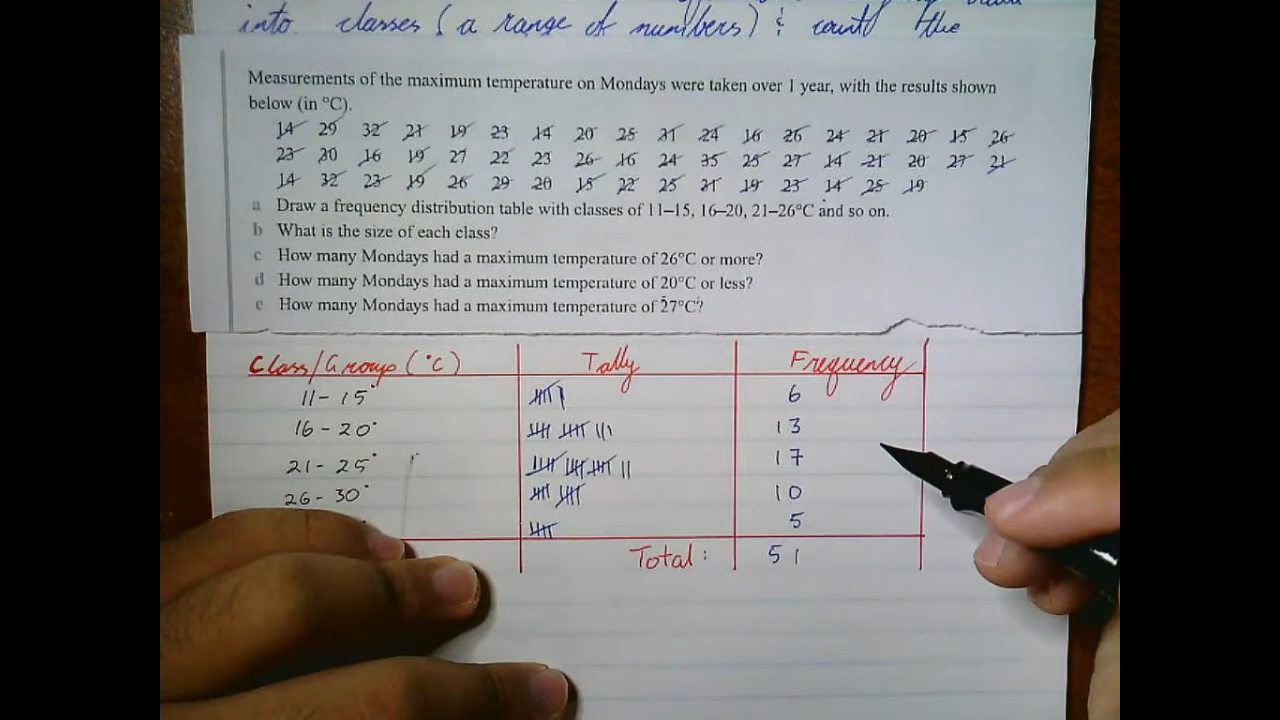 into classes (a range of numbers) & count the
Measurements of the maximum temperature on Mondays were taken over 1 year, with the results shown
below (in °C).
14 29 32 21 19 23 14 20 25 31 24 16 26 24 21 20 15 26
23 30 16 19 27 22 23 26 16 24 35 25 27 14 21 20 27 21
14 32 23 19 26 29 20 15 22 25 31 19 23 14 25 19
a Draw a frequency distribution table with classes of 11–15, 16–20, 21–26°C and so on.
b What is the size of each class?
c How many Mondays had a maximum temperature of 26°C or more?
d How many Mondays had a maximum temperature of 20°C or less?
e How many Mondays had a maximum temperature of 27°C?
Class/Group (°C) Tally Frequency
11 - 15° 6
16 - 20° 13
21 - 25° 17
26 - 30° 10
5
Total: 51